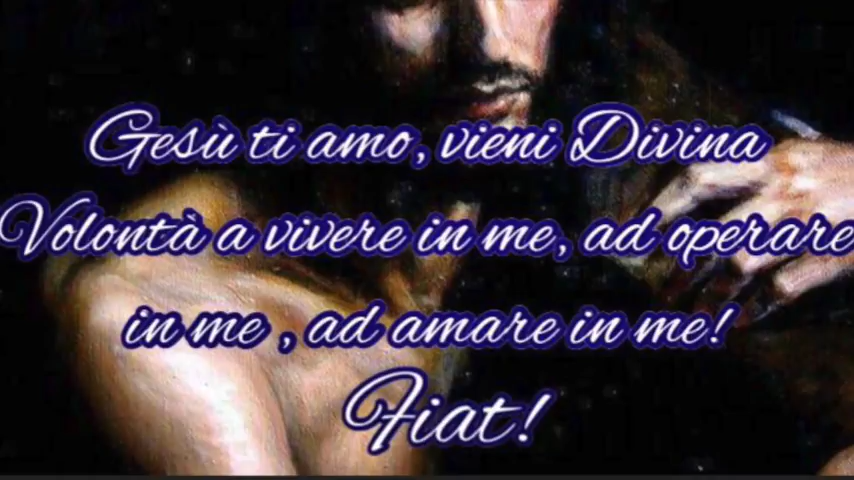 Gesù ti amo, vieni Divina
Volontà a vivere in me, ad operare
in me , ad amare in me!
Fiat!